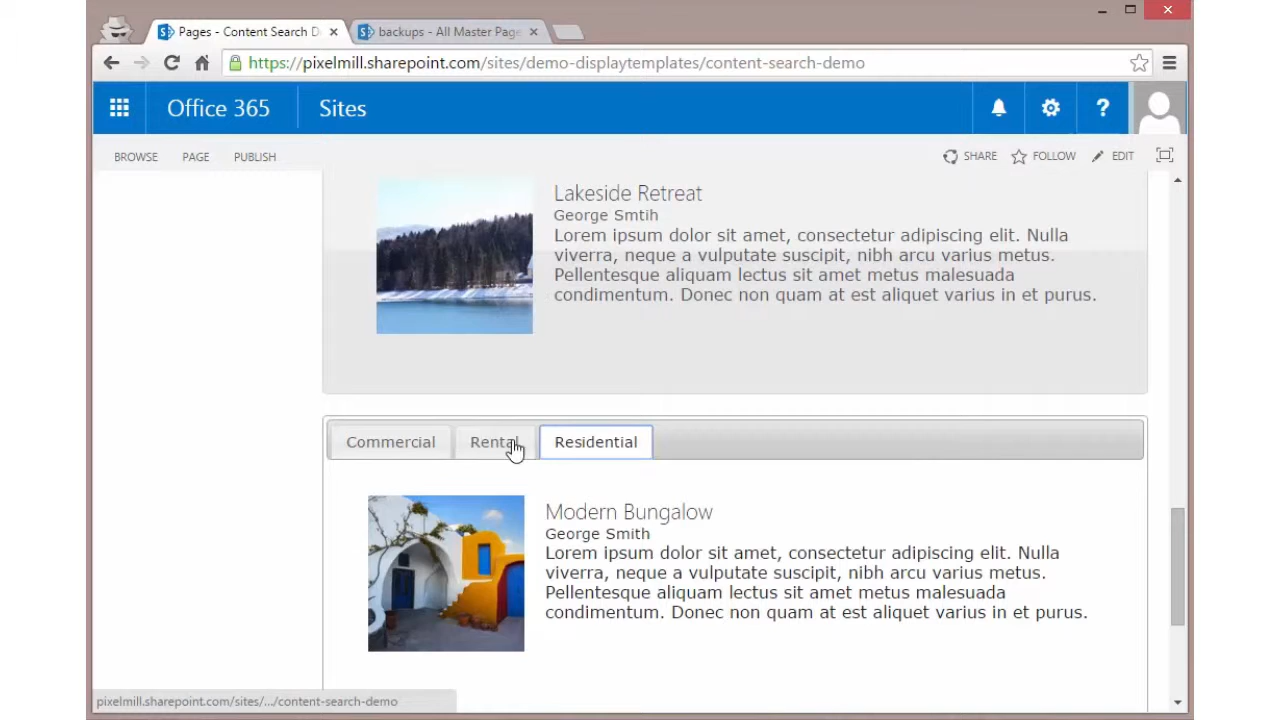 Pages - Content Search D
backups - All Master Page
https://pixelmill.sharepoint.com/sites/demo-displaytemplates/content-search-demo
Office 365
Sites
?
BROWSE
PAGE
PUBLISH
SHARE
FOLLOW
EDIT
Lakeside Retreat
George Smtih
Lorem ipsum dolor sit amet, consectetur adipiscing elit. Nulla
viverra, neque a vulputate suscipit, nibh arcu varius metus.
Pellentesque aliquam lectus sit amet metus malesuada
condimentum. Donec non quam at est aliquet varius in et purus.
Commercial
Rental
Residential
Modern Bungalow
George Smith
Lorem ipsum dolor sit amet, consectetur adipiscing elit. Nulla
viverra, neque a vulputate suscipit, nibh arcu varius metus.
Pellentesque aliquam lectus sit amet metus malesuada
condimentum. Donec non quam at est aliquet varius in et purus.
pixelmill.sharepoint.com/sites/.../content-search-demo